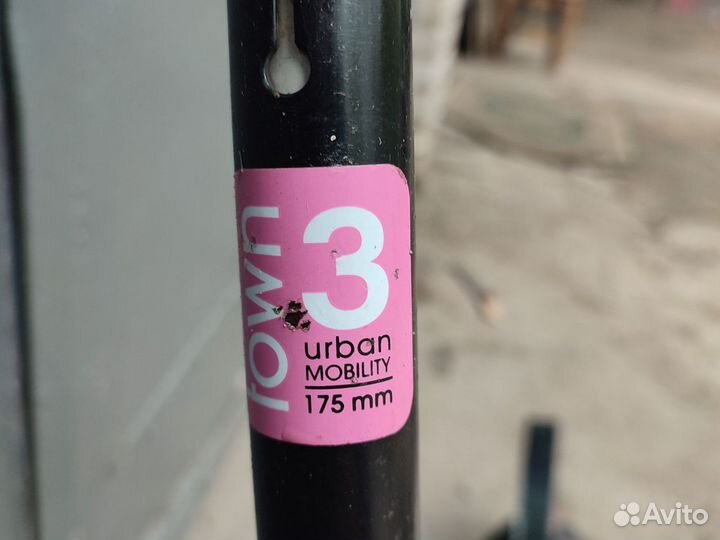 town
3
urban
MOBILITY
175 mm
Avito